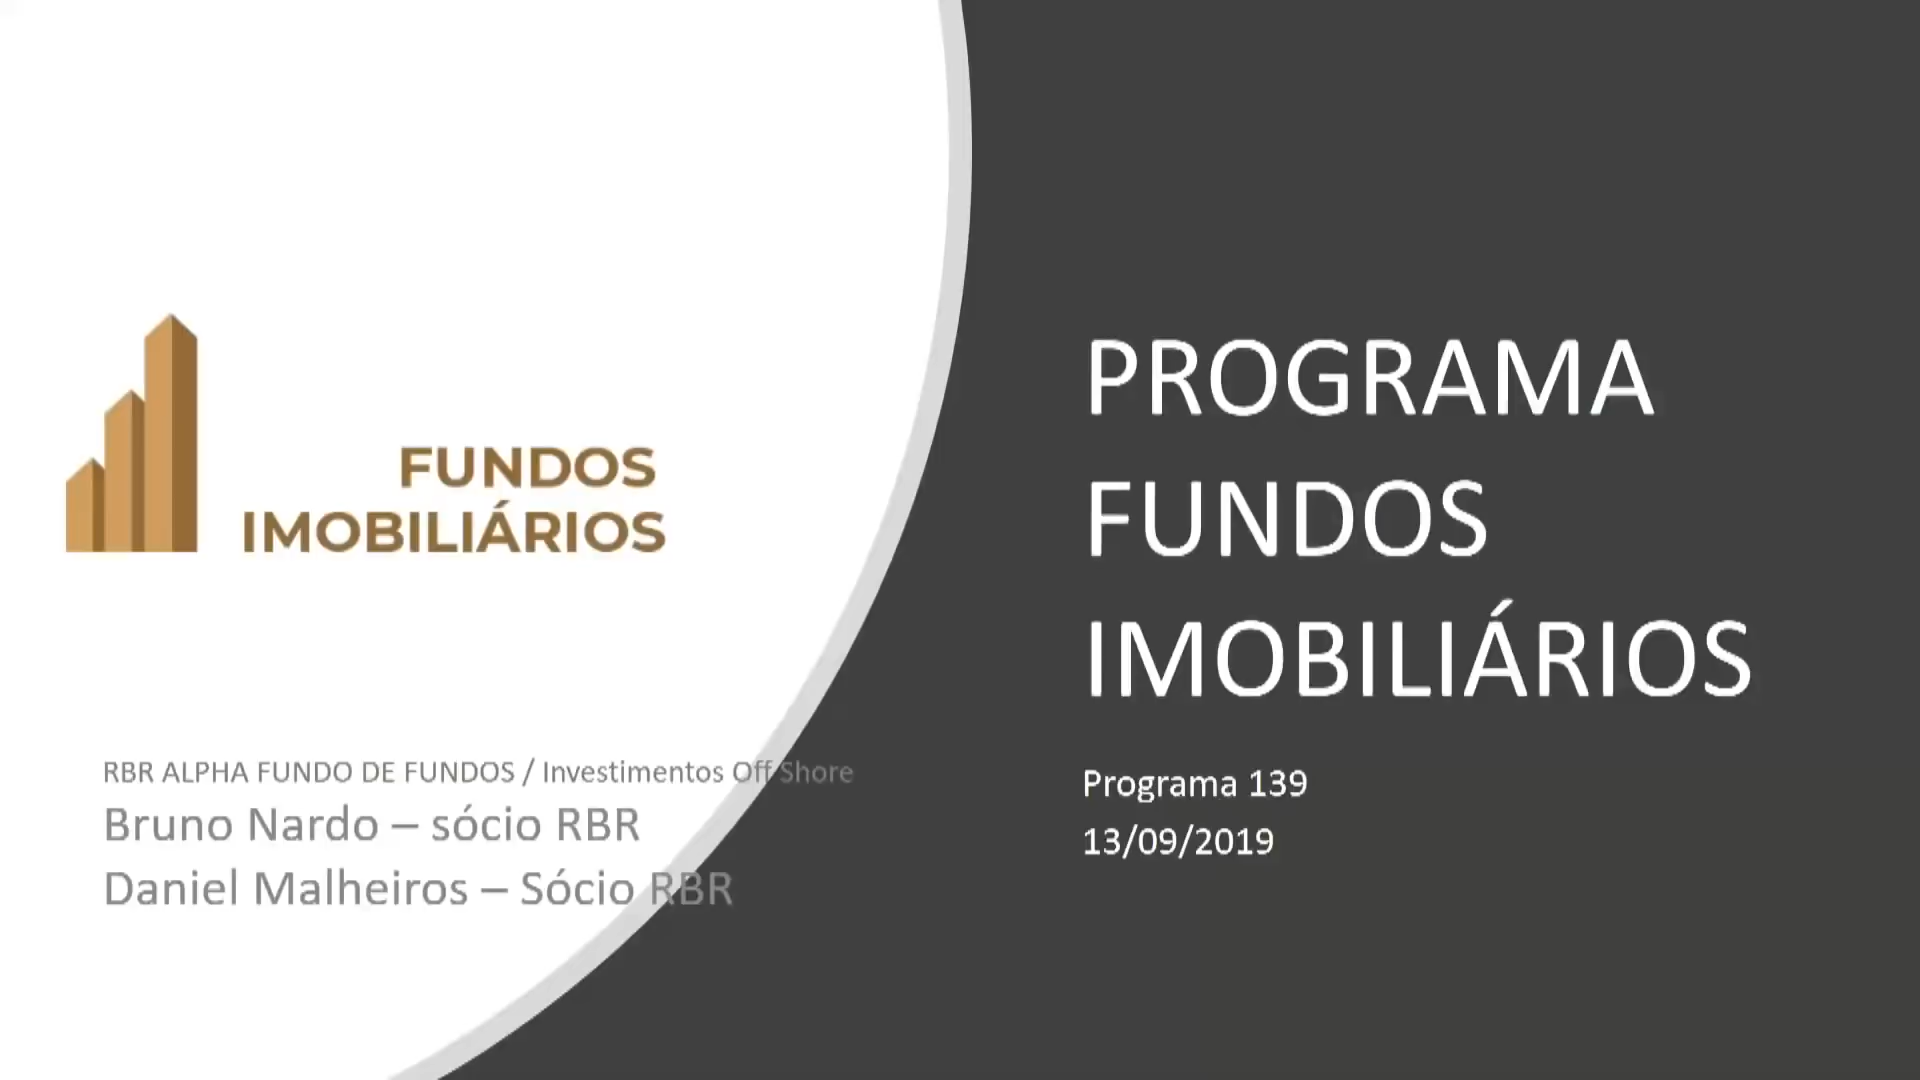 FUNDOS
IMOBILIÁRIOS
RBR ALPHA FUNDO DE FUNDOS / Investimentos Off Shore
Bruno Nardo – sócio RBR
Daniel Malheiros – Sócio RBR
PROGRAMA
FUNDOS
IMOBILIÁRIOS
Programa 139
13/09/2019